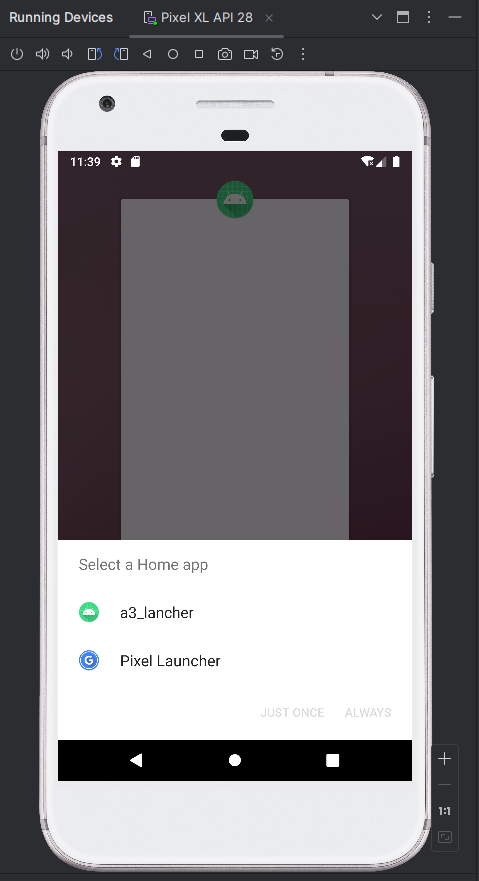 Running Devices Pixel XL API 28
11:39
Select a Home app
a3_lancher
G Pixel Launcher
JUST ONCE ALWAYS
1:1